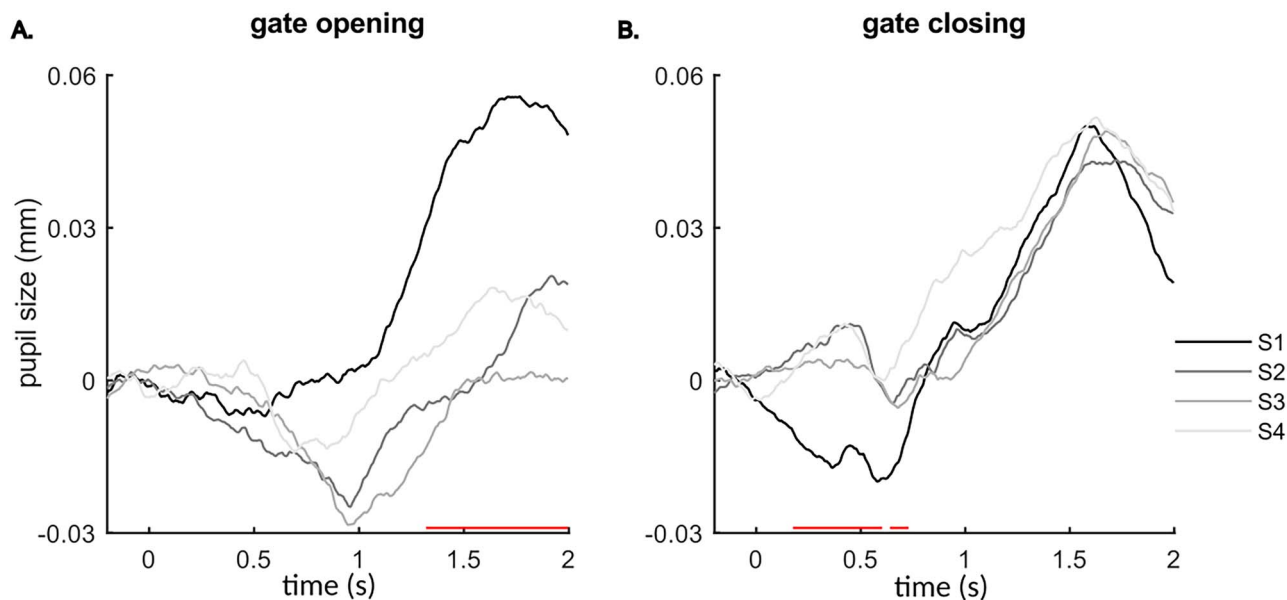 A.
gate opening
0.06
0.03
0
-0.03
pupil size (mm)
0
0.5
1
1.5
2
time (s)
B.
gate closing
0.06
0.03
0
-0.03
0
0.5
1
1.5
2
time (s)
S1
S2
S3
S4